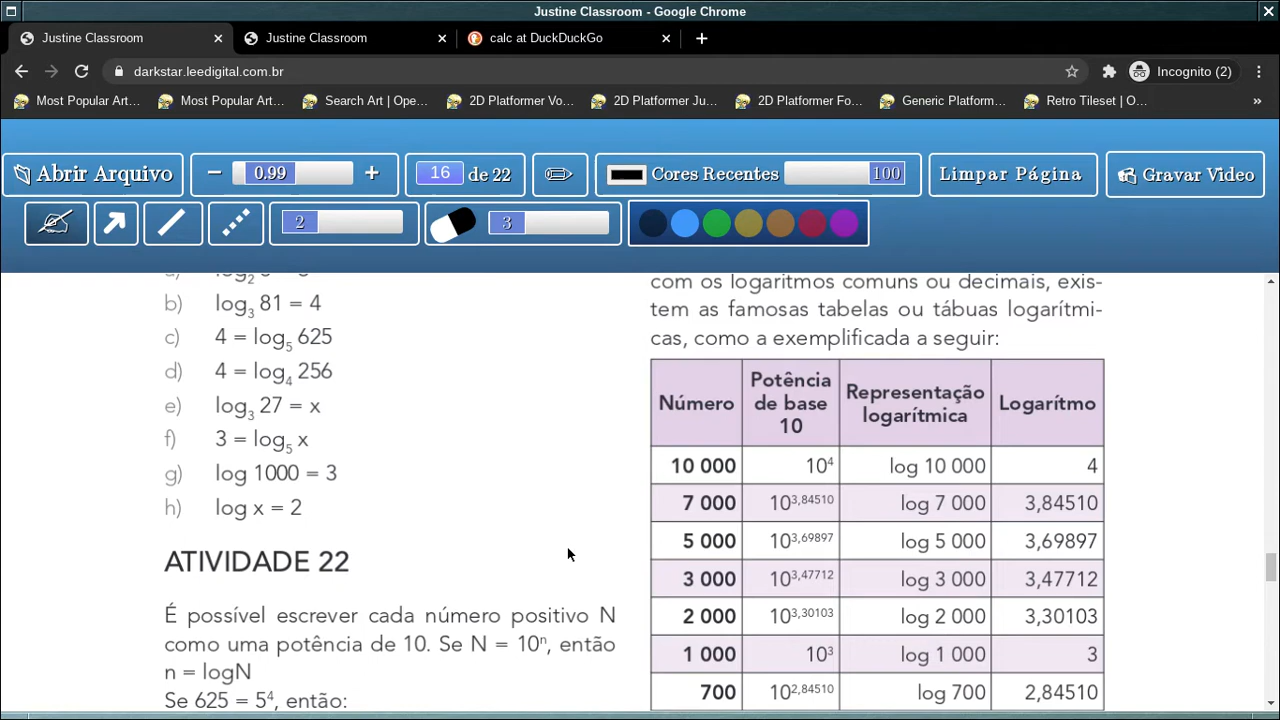 Justine Classroom - Google Chrome
Justine Classroom
Justine Classroom
calc at DuckDuckGo
darkstar.leedigital.com.br
Incognito (2)
Most Popular Art...
Most Popular Art...
Search Art | Ope...
2D Platformer Vo...
2D Platformer Ju...
2D Platformer Fo...
Generic Platform...
Retro Tileset | O...
Abrir Arquivo
0.99
16 de 22
Cores Recentes
100
Limpar Página
Gravar Video
2
3
b) log₃ 81 = 4
c) 4 = log₅ 625
d) 4 = log₄ 256
e) log₃ 27 = x
f) 3 = log₅ x
g) log 1000 = 3
h) log x = 2
ATIVIDADE 22
É possível escrever cada número positivo N
como uma potência de 10. Se N = 10ⁿ, então
n = logN
Se 625 = 5⁴, então:
com os logaritmos comuns ou decimais, exis-
tem as famosas tabelas ou tábuas logarítmi-
cas, como a exemplificada a seguir:
Número Potência de base 10 Representação logarítmica Logarítmo
10 000 10⁴ log 10 000 4
7 000 10³,⁸⁴⁵¹⁰ log 7 000 3,84510
5 000 10³,⁶⁹⁸⁹⁷ log 5 000 3,69897
3 000 10³,⁴⁷⁷¹² log 3 000 3,47712
2 000 10³,³⁰¹⁰³ log 2 000 3,30103
1 000 10³ log 1 000 3
700 10²,⁸⁴⁵¹⁰ log 700 2,84510